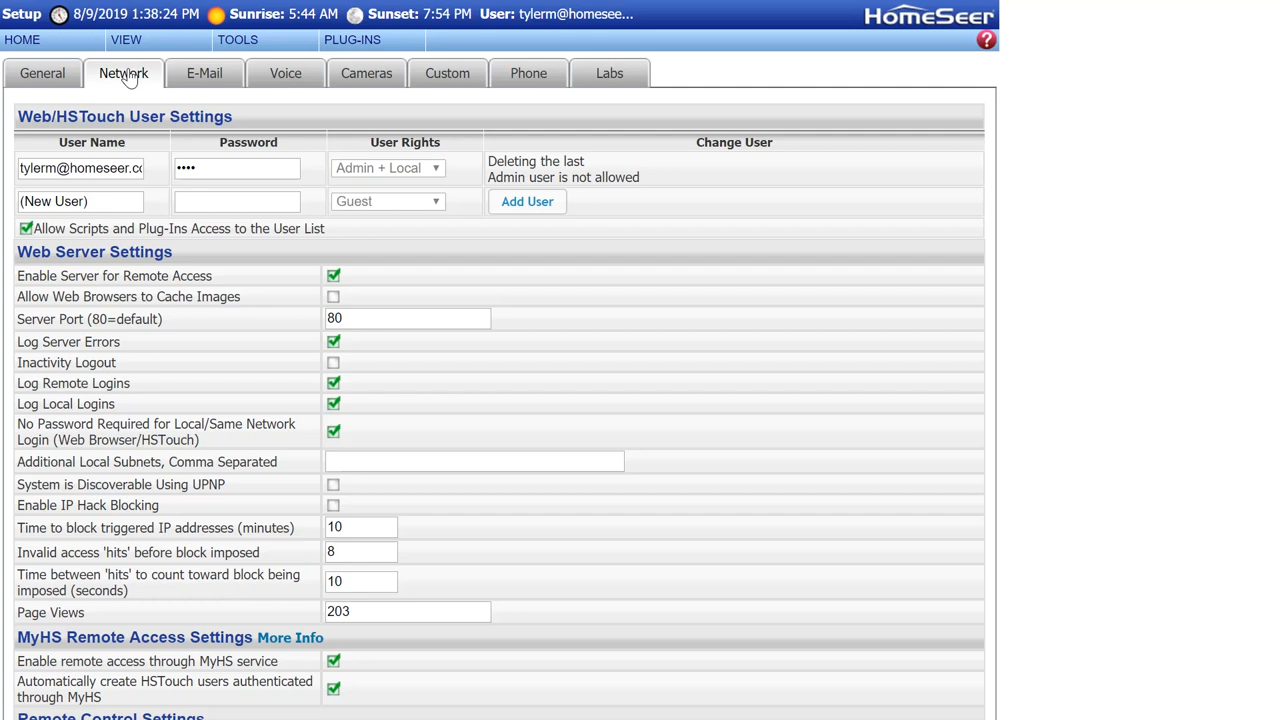 Setup 8/9/2019 1:38:24 PM Sunrise: 5:44 AM Sunset: 7:54 PM User: tylerm@homesee... HOMESEER
HOME VIEW TOOLS PLUG-INS ?
General Network E-Mail Voice Cameras Custom Phone Labs
Web/HSTouch User Settings
User Name Password User Rights Change User
tylerm@homeseer.cc •••• Admin + Local Deleting the last
Admin user is not allowed
(New User) Guest Add User
Allow Scripts and Plug-Ins Access to the User List
Web Server Settings
Enable Server for Remote Access
Allow Web Browsers to Cache Images
Server Port (80=default) 80
Log Server Errors
Inactivity Logout
Log Remote Logins
Log Local Logins
No Password Required for Local/Same Network
Login (Web Browser/HSTouch)
Additional Local Subnets, Comma Separated
System is Discoverable Using UPNP
Enable IP Hack Blocking
Time to block triggered IP addresses (minutes) 10
Invalid access 'hits' before block imposed 8
Time between 'hits' to count toward block being
imposed (seconds) 10
Page Views 203
MyHS Remote Access Settings More Info
Enable remote access through MyHS service
Automatically create HSTouch users authenticated
through MyHS
Remote Control Settings